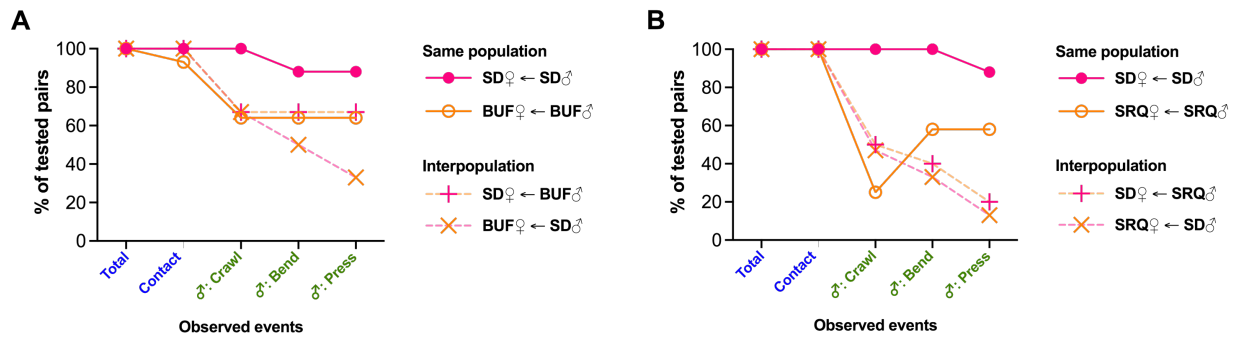 A
% of tested pairs
100
80
60
40
20
0
Total
Contact
♂: Crawl
♂: Bend
♂: Press
Observed events
Same population
SD♀ ← SD♂
BUF♀ ← BUF♂
Interpopulation
SD♀ ← BUF♂
BUF♀ ← SD♂
B
% of tested pairs
100
80
60
40
20
0
Total
Contact
♂: Crawl
♂: Bend
♂: Press
Observed events
Same population
SD♀ ← SD♂
SRQ♀ ← SRQ♂
Interpopulation
SD♀ ← SRQ♂
SRQ♀ ← SD♂